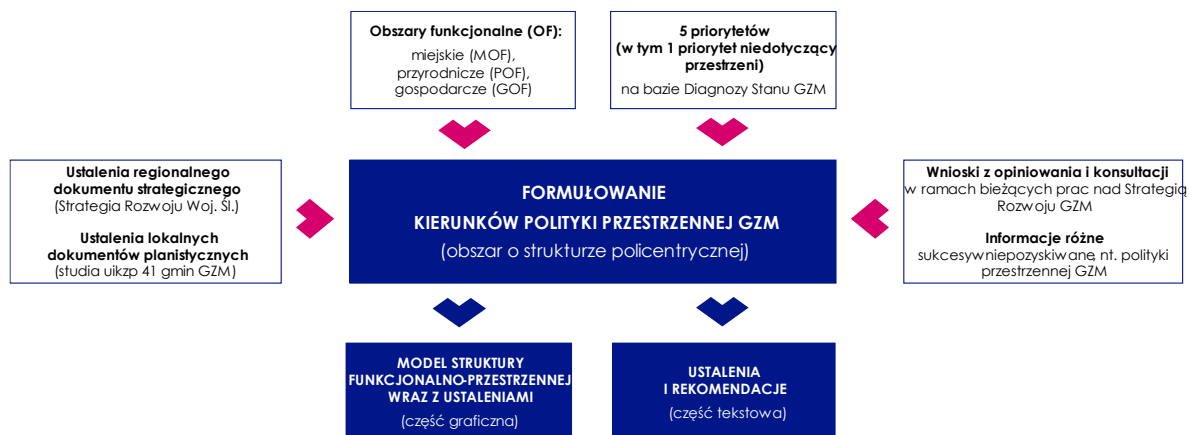 Obszary funkcjonalne (OF):
miejskie (MOF),
przyrodnicze (POF),
gospodarcze (GOF)
5 priorytetów
(w tym 1 priorytet niedotyczący
przestrzeni)
na bazie Diagnozy Stanu GZM
Ustalenia regionalnego
dokumentu strategicznego
(Strategia Rozwoju Woj. Śl.)
Ustalenia lokalnych
dokumentów planistycznych
(studia uikzp 41 gmin GZM)
FORMUŁOWANIE
KIERUNKÓW POLITYKI PRZESTRZENNEJ GZM
(obszar o strukturze policentrycznej)
Wnioski z opiniowania i konsultacji
w ramach bieżących prac nad Strategią
Rozwoju GZM
Informacje różne
sukcesywniepozyskiwane, nt. polityki
przestrzennej GZM
MODEL STRUKTURY
FUNKCJONALNO-PRZESTRZENNEJ
WRAZ Z USTALENIAMI
(część graficzna)
USTALENIA
I REKOMENDACJE
(część tekstowa)